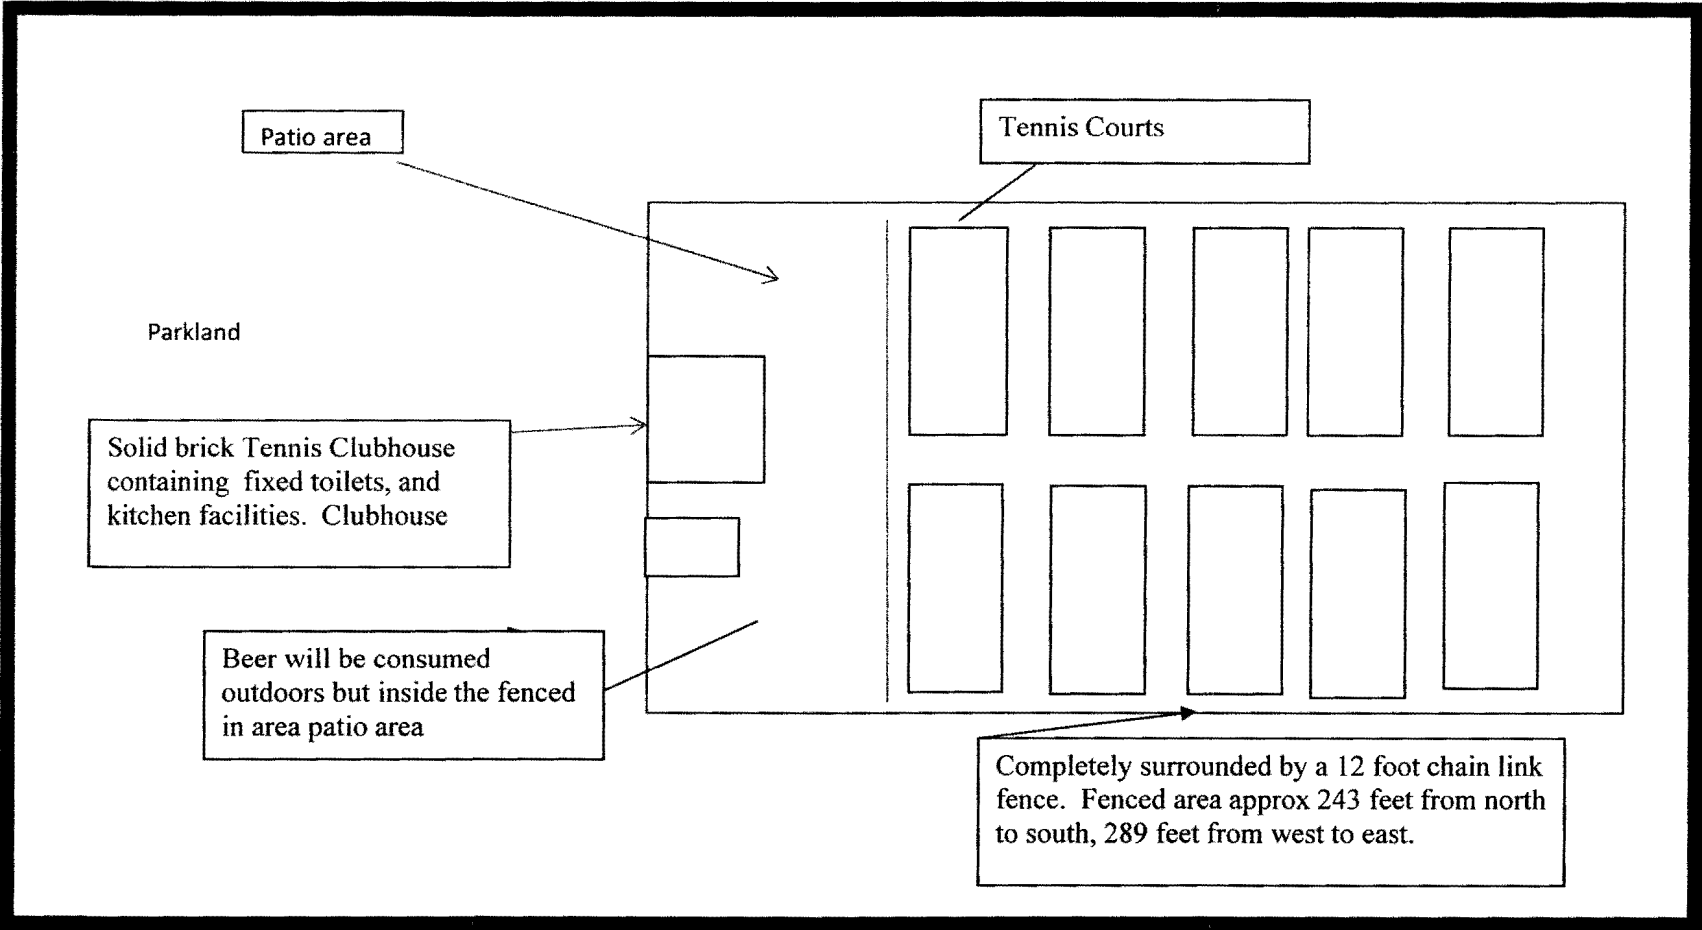 Patio area
Tennis Courts
Parkland
Solid brick Tennis Clubhouse
containing fixed toilets, and
kitchen facilities. Clubhouse
Beer will be consumed
outdoors but inside the fenced
in area patio area
Completely surrounded by a 12 foot chain link
fence. Fenced area approx 243 feet from north
to south, 289 feet from west to east.